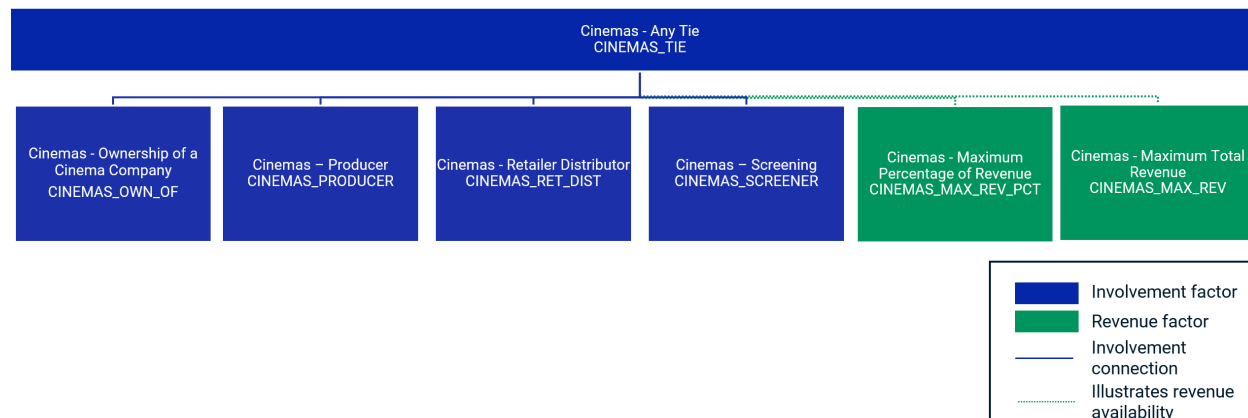 Cinemas - Any Tie
CINEMAS_TIE
Cinemas - Ownership of a
Cinema Company
CINEMAS_OWN_OF
Cinemas – Producer
CINEMAS_PRODUCER
Cinemas - Retailer Distributor
CINEMAS_RET_DIST
Cinemas – Screening
CINEMAS_SCREENER
Cinemas - Maximum
Percentage of Revenue
CINEMAS_MAX_REV_PCT
Cinemas - Maximum Total
Revenue
CINEMAS_MAX_REV
Involvement factor
Revenue factor
Involvement
connection
Illustrates revenue
availability